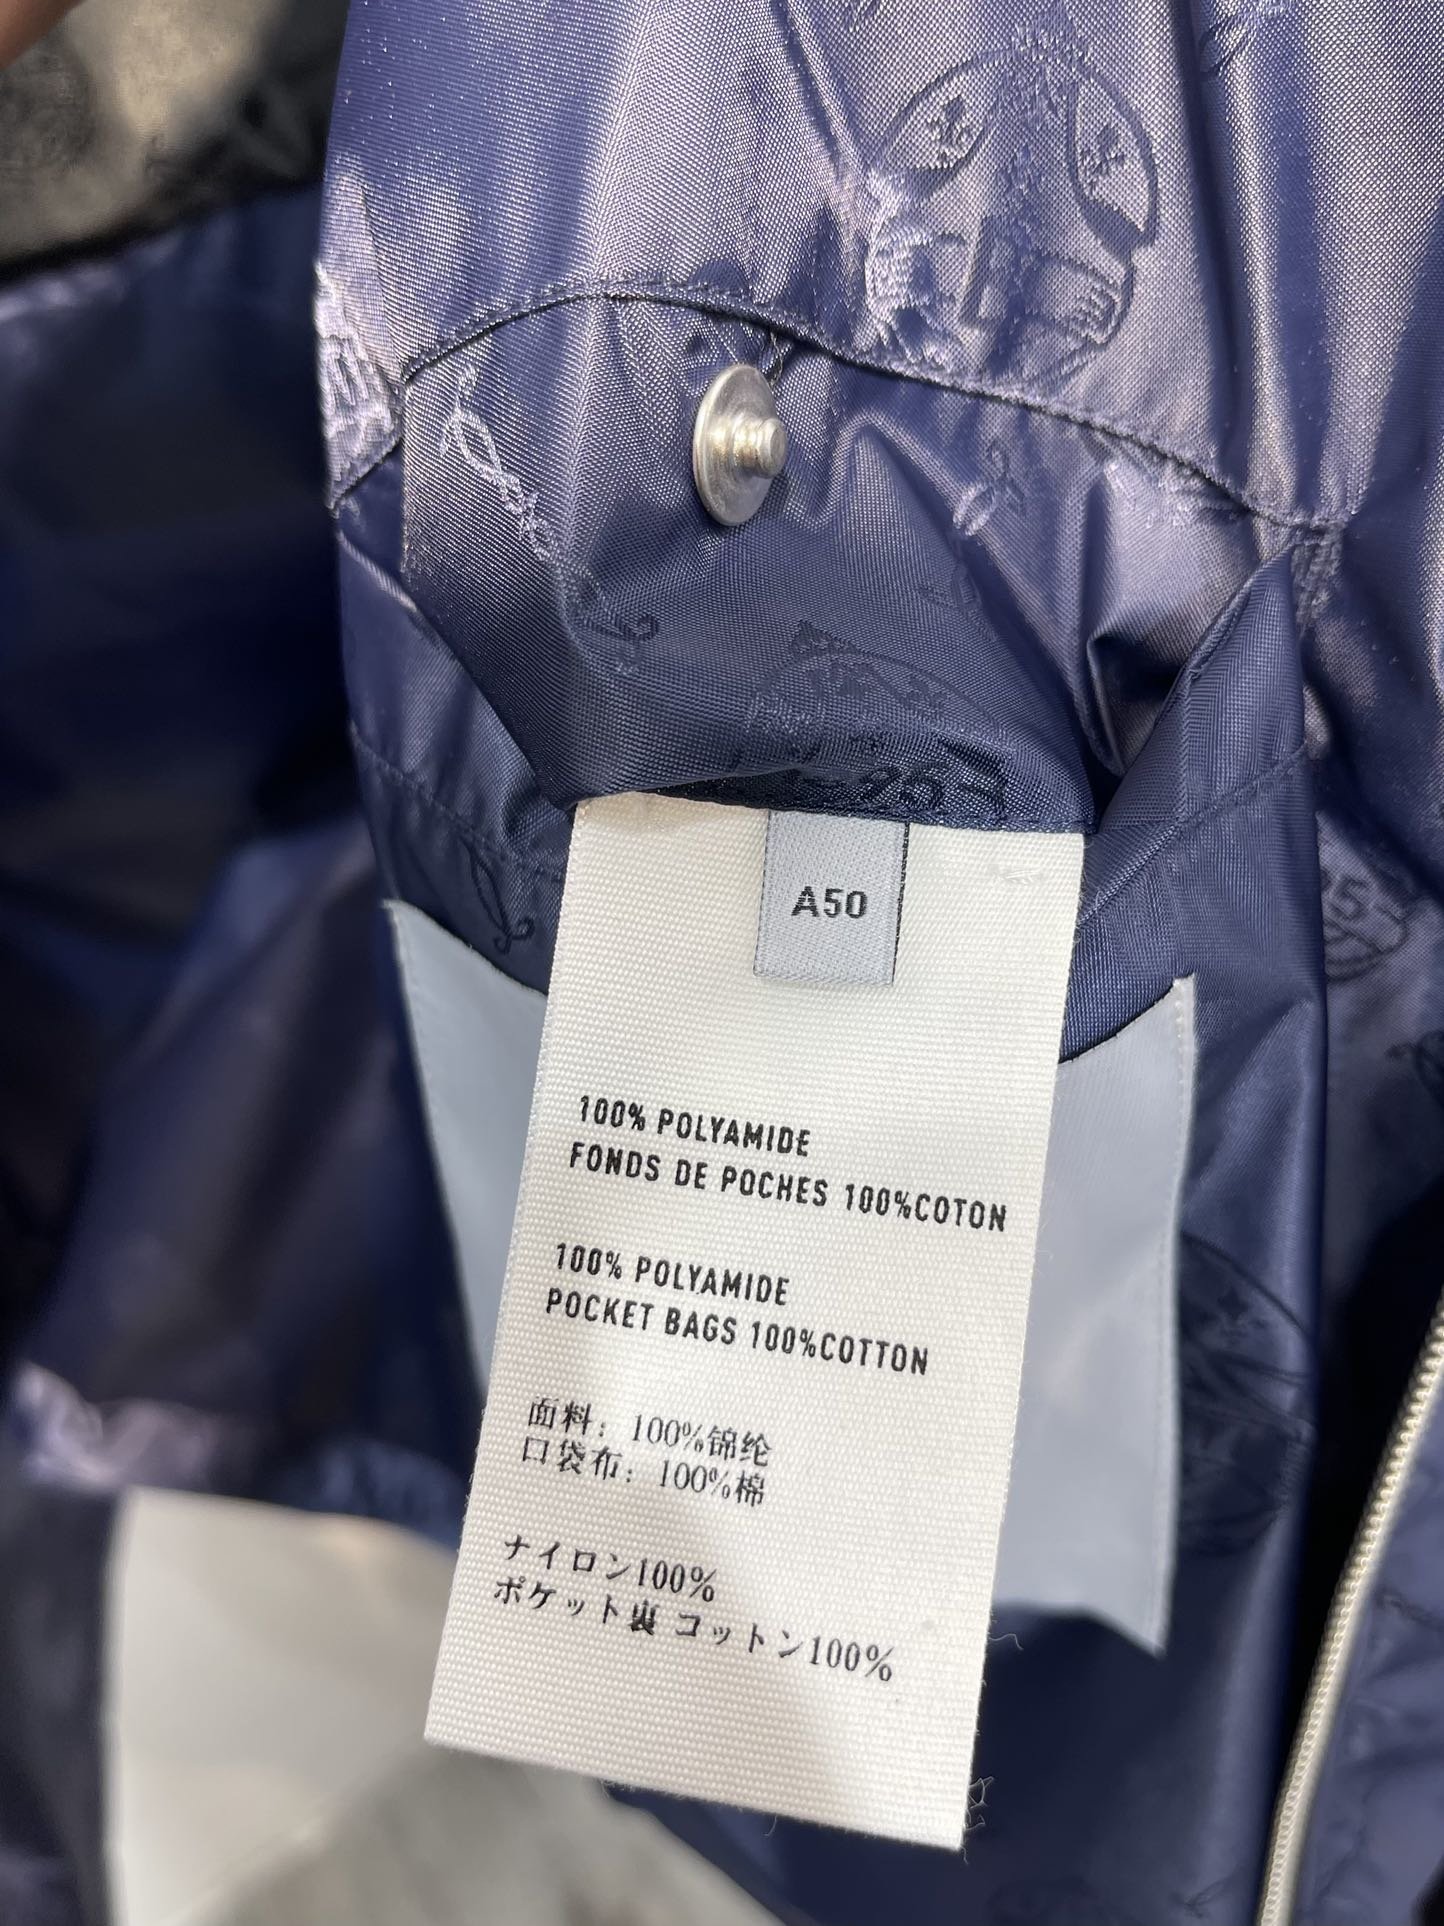 A50
100% POLYAMIDE
FONDS DE POCHES 100%COTON
100% POLYAMIDE
POCKET BAGS 100%COTTON
面料: 100%锦纶
口袋布: 100%棉
ナイロン100%
ポケット裏 コットン100%